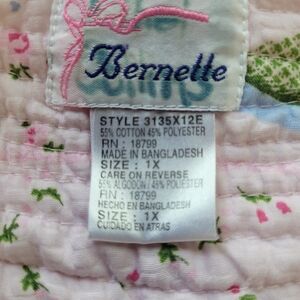 Bernette
STYLE 3135X12E
55% COTTON 45% POLYESTER
RN : 18799
MADE IN BANGLADESH
SIZE : 1X
CARE ON REVERSE
55% ALGODON / 45% POLIESTER
RN : 18799
HECHO EN BANGLADESH
SIZE : 1X
CUIDADO EN ATRAS